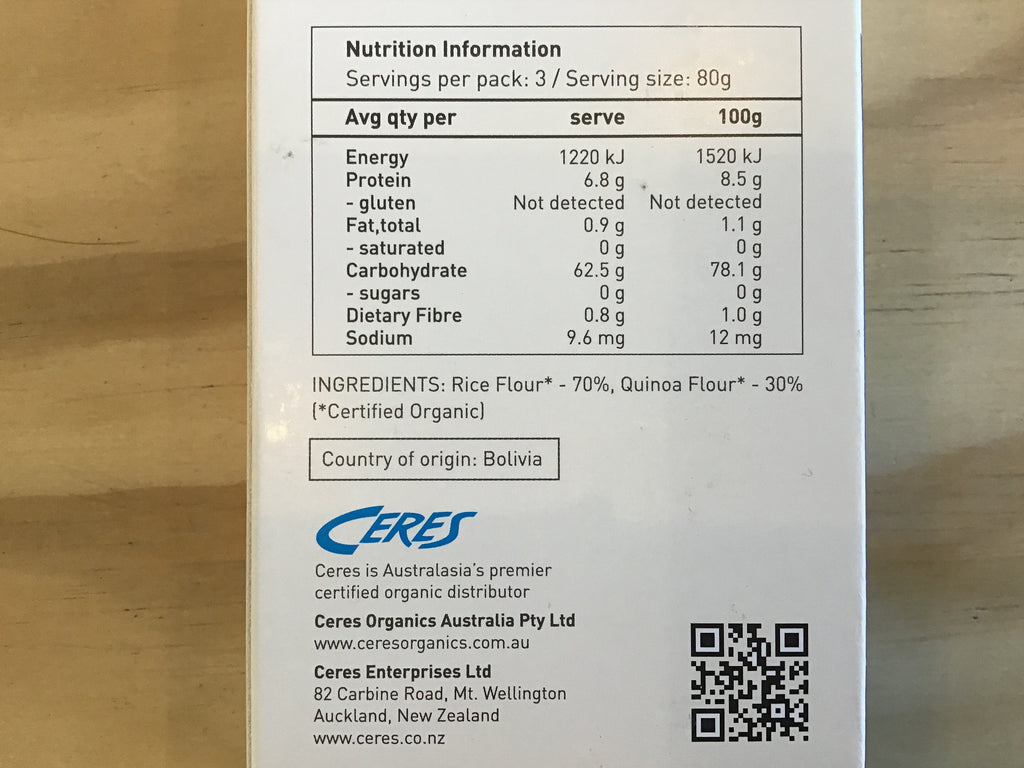 Nutrition Information
Servings per pack: 3 / Serving size: 80g
Avg qty per serve 100g
Energy 1220 kJ 1520 kJ
Protein 6.8 g 8.5 g
- gluten Not detected Not detected
Fat,total 0.9 g 1.1 g
- saturated 0 g 0 g
Carbohydrate 62.5 g 78.1 g
- sugars 0 g 0 g
Dietary Fibre 0.8 g 1.0 g
Sodium 9.6 mg 12 mg
INGREDIENTS: Rice Flour* - 70%, Quinoa Flour* - 30%
(*Certified Organic)
Country of origin: Bolivia
CERES
Ceres is Australasia's premier
certified organic distributor
Ceres Organics Australia Pty Ltd
www.ceresorganics.com.au
Ceres Enterprises Ltd
82 Carbine Road, Mt. Wellington
Auckland, New Zealand
www.ceres.co.nz